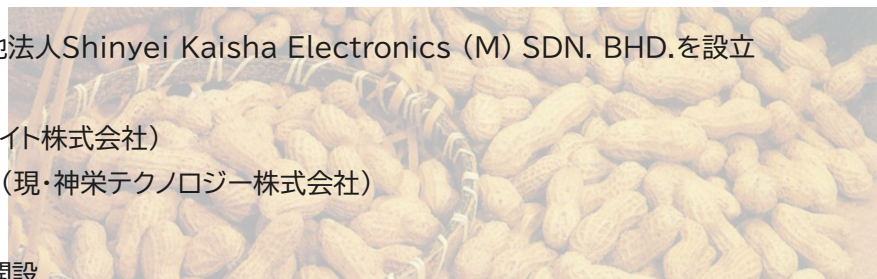 法人Shinyei Kaisha Electronics (M) SDN. BHD.を設立
イト株式会社)
(現・神栄テクノロジー株式会社)
開設